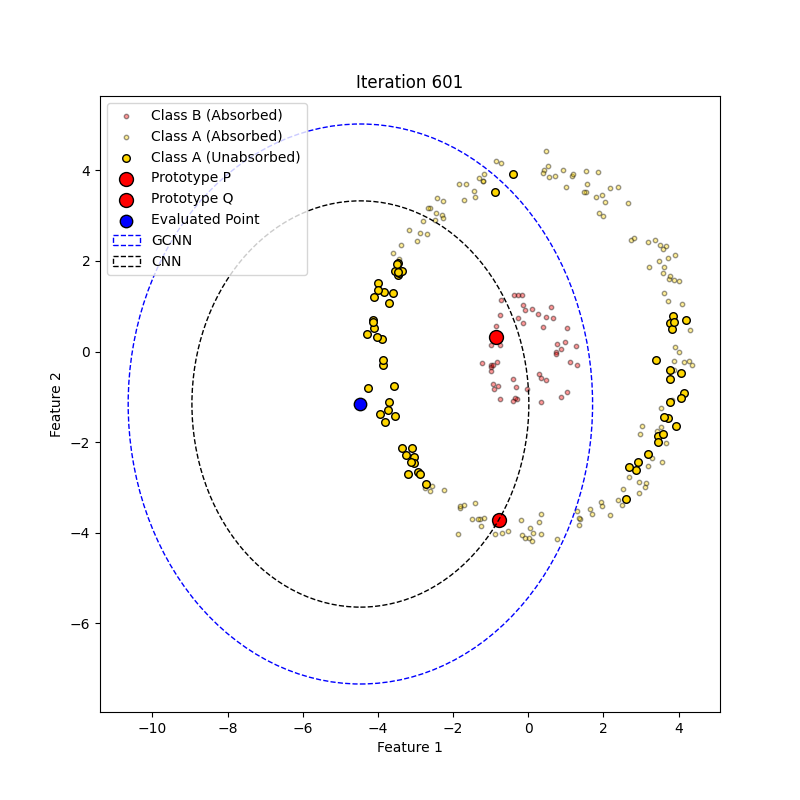 Iteration 601
Class B (Absorbed)
Class A (Absorbed)
Class A (Unabsorbed)
Prototype P
Prototype Q
Evaluated Point
GCNN
CNN
4
2
0
−2
−4
−6
Feature 2
−10 −8 −6 −4 −2 0 2 4
Feature 1